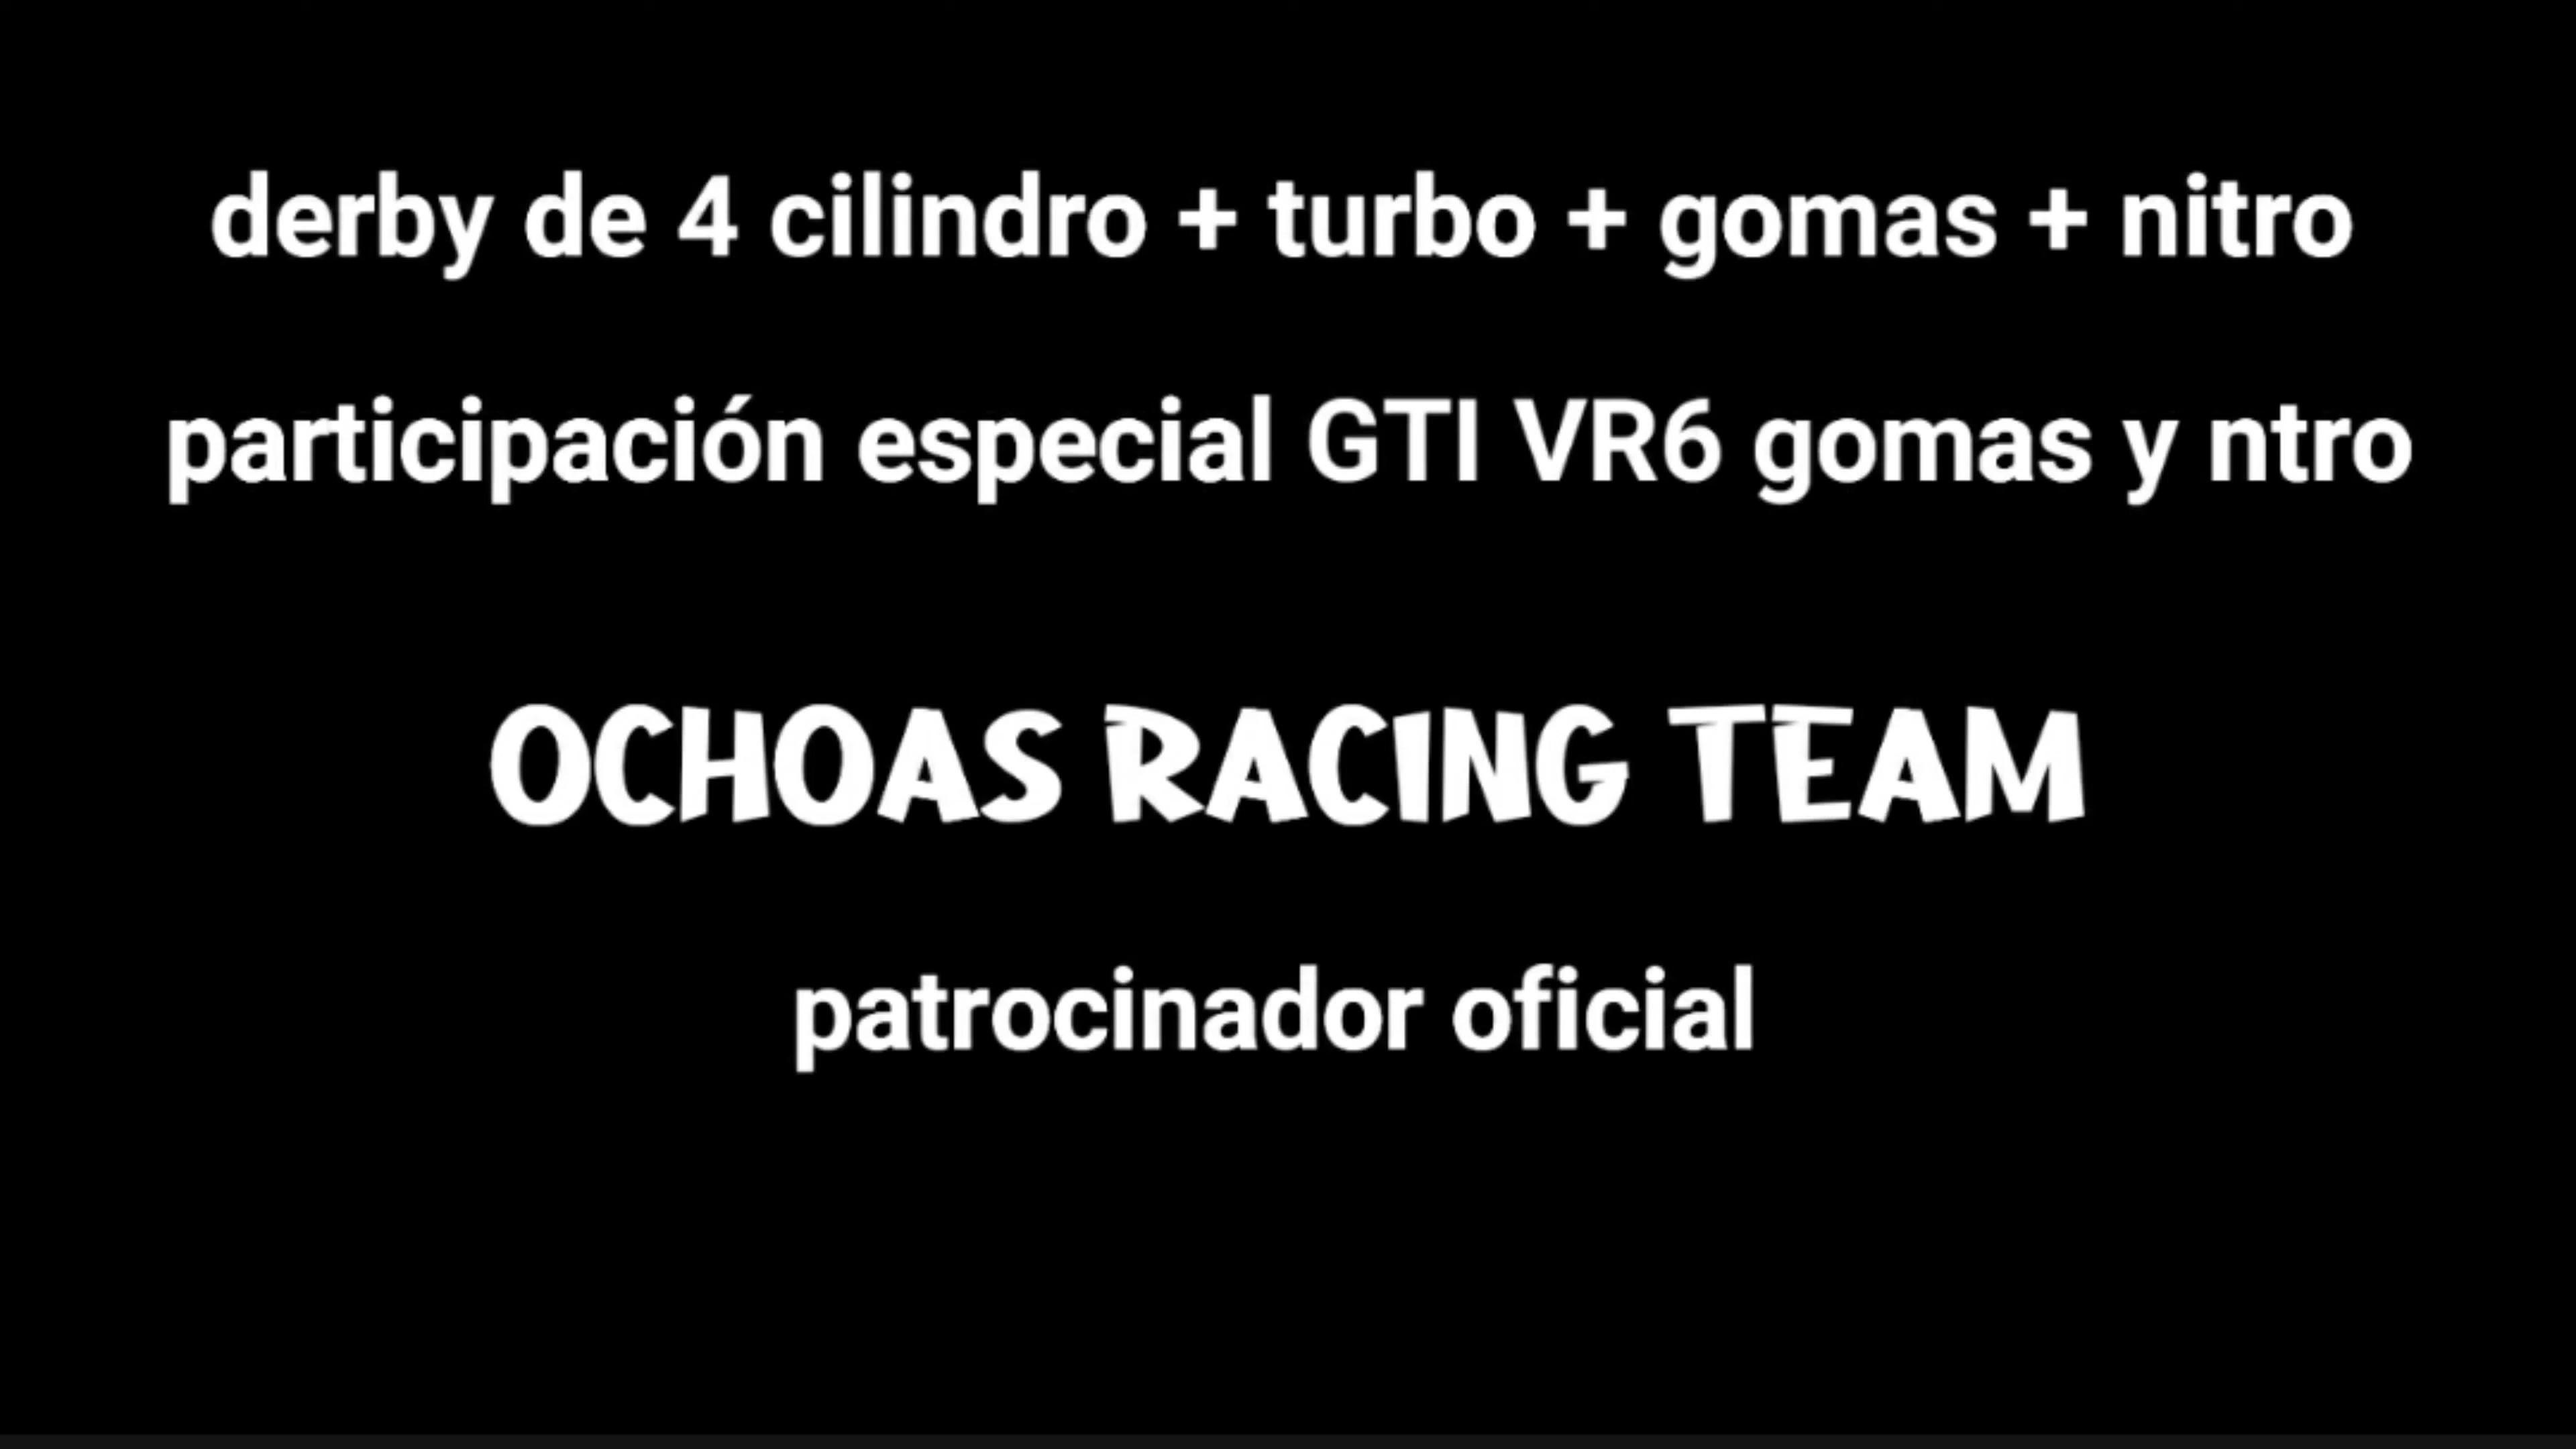 derby de 4 cilindro + turbo + gomas + nitro
participación especial GTI VR6 gomas y ntro
OCHOAS RACING TEAM
patrocinador oficial